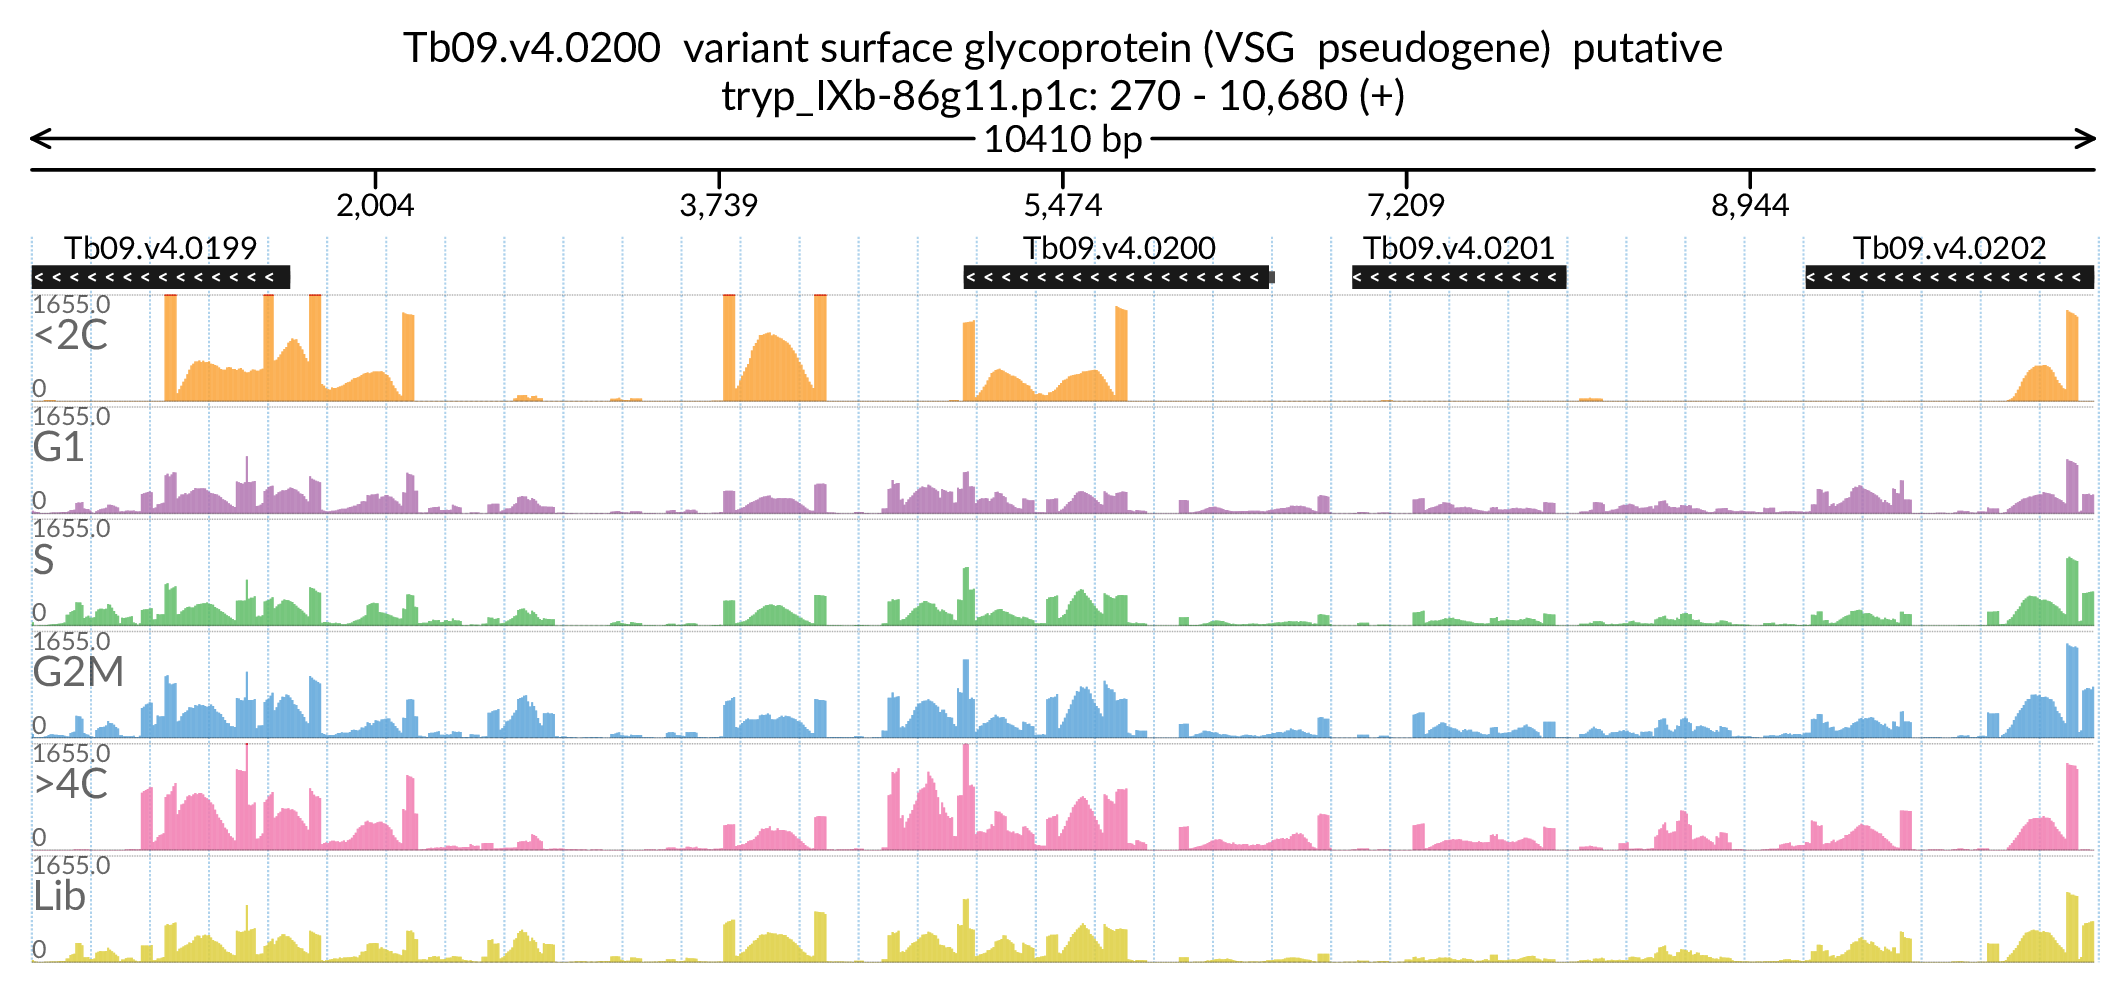 Tb09.v4.0200  variant surface glycoprotein (VSG  pseudogene)  putative
tryp_IXb-86g11.p1c: 270 - 10,680 (+)
10410 bp
2,004 3,739 5,474 7,209 8,944
Tb09.v4.0199 Tb09.v4.0200 Tb09.v4.0201 Tb09.v4.0202
1655.0
<2C
0
1655.0
G1
0
1655.0
S
0
1655.0
G2M
0
1655.0
>4C
0
1655.0
Lib
0